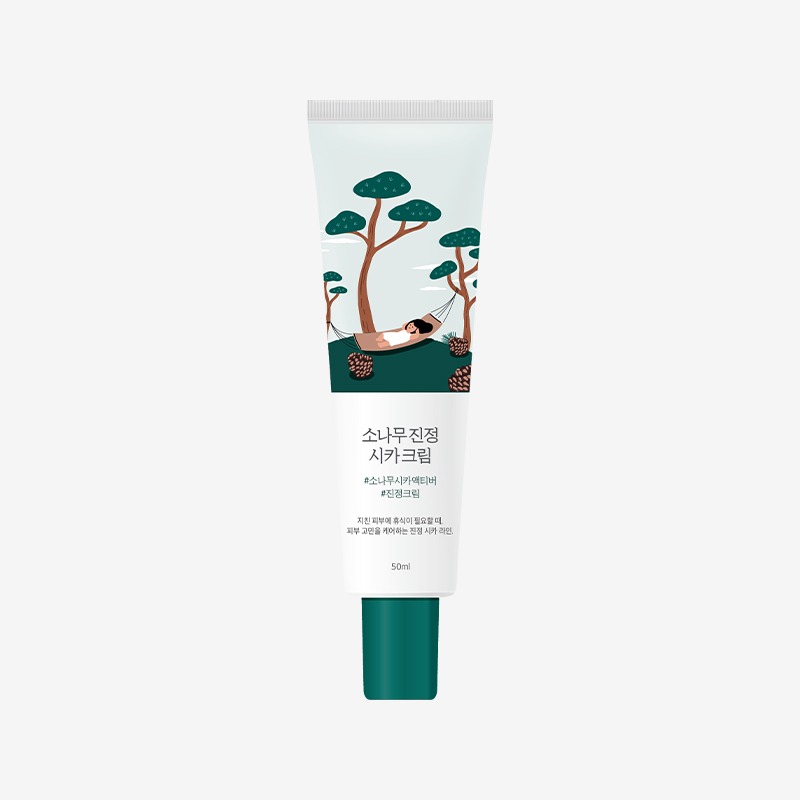 소나무 진정
시카 크림
#소나무시카액티버
#진정크림
지친 피부에 휴식이 필요할 때,
피부 고민을 케어하는 진정 시카 라인.
50ml